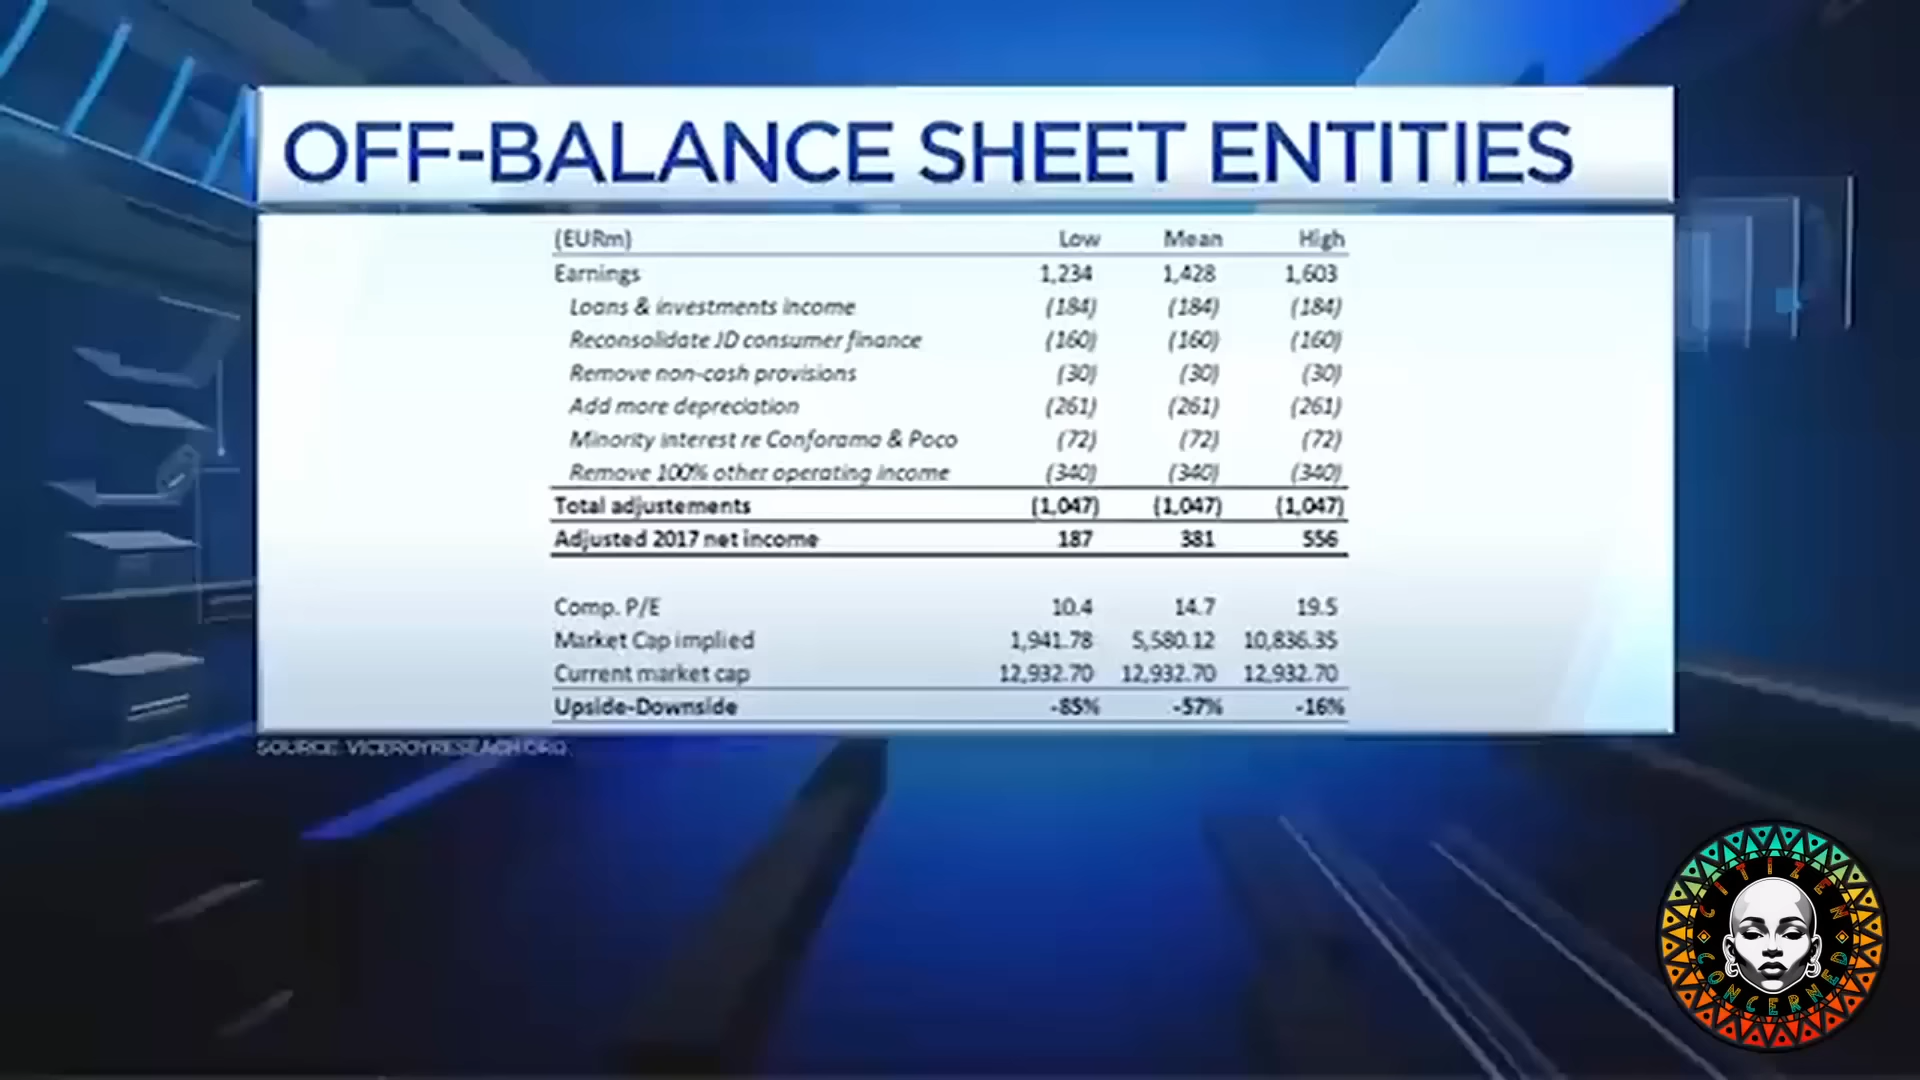 OFF-BALANCE SHEET ENTITIES
(EURm) Low Mean High
Earnings 1,234 1,428 1,603
Loans & investments income (184) (184) (184)
Reconsolidate JD consumer finance (160) (160) (160)
Remove non-cash provisions (30) (30) (30)
Add more depreciation (261) (261) (261)
Minority interest re Conforama & Poco (72) (72) (72)
Remove 100% other operating income (340) (340) (340)
Total adjustements (1,047) (1,047) (1,047)
Adjusted 2017 net income 187 381 556
Comp. P/E 10.4 14.7 19.5
Market Cap implied 1,941.78 5,580.12 10,836.35
Current market cap 12,932.70 12,932.70 12,932.70
Upside-Downside -85% -57% -16%
SOURCE: VICEROYRESEACH.ORG
CITIZEN
CONCERNED